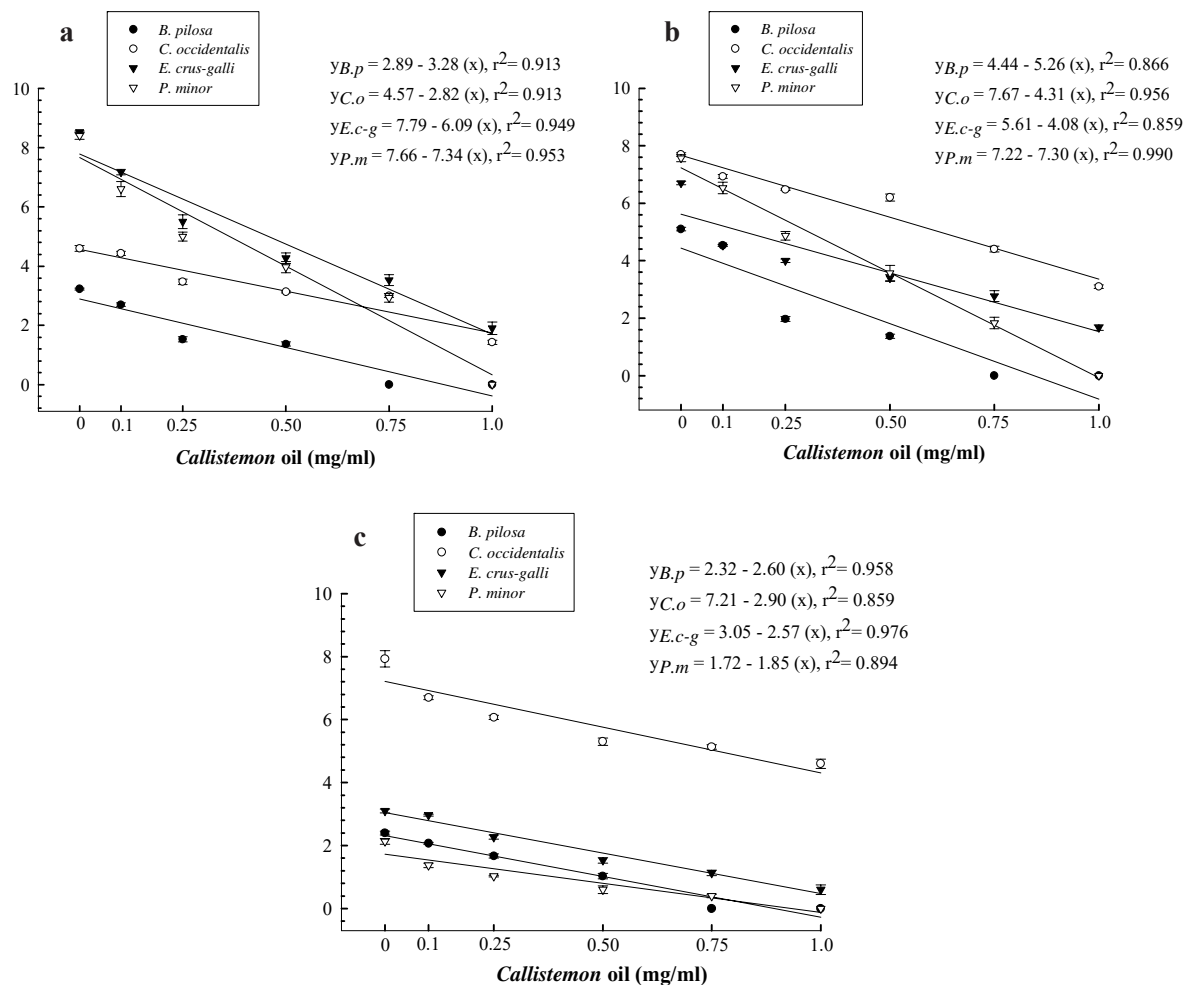 a
B. pilosa
C. occidentalis
E. crus-galli
P. minor
yB.p = 2.89 - 3.28 (x), r2= 0.913
yC.o = 4.57 - 2.82 (x), r2= 0.913
yE.c-g = 7.79 - 6.09 (x), r2= 0.949
yP.m = 7.66 - 7.34 (x), r2= 0.953
10
8
6
4
2
0
0 0.1 0.25 0.50 0.75 1.0
Callistemon oil (mg/ml)
b
B. pilosa
C. occidentalis
E. crus-galli
P. minor
yB.p = 4.44 - 5.26 (x), r2= 0.866
yC.o = 7.67 - 4.31 (x), r2= 0.956
yE.c-g = 5.61 - 4.08 (x), r2= 0.859
yP.m = 7.22 - 7.30 (x), r2= 0.990
10
8
6
4
2
0
0 0.1 0.25 0.50 0.75 1.0
Callistemon oil (mg/ml)
c
B. pilosa
C. occidentalis
E. crus-galli
P. minor
yB.p = 2.32 - 2.60 (x), r2= 0.958
yC.o = 7.21 - 2.90 (x), r2= 0.859
yE.c-g = 3.05 - 2.57 (x), r2= 0.976
yP.m = 1.72 - 1.85 (x), r2= 0.894
10
8
6
4
2
0
0 0.1 0.25 0.50 0.75 1.0
Callistemon oil (mg/ml)